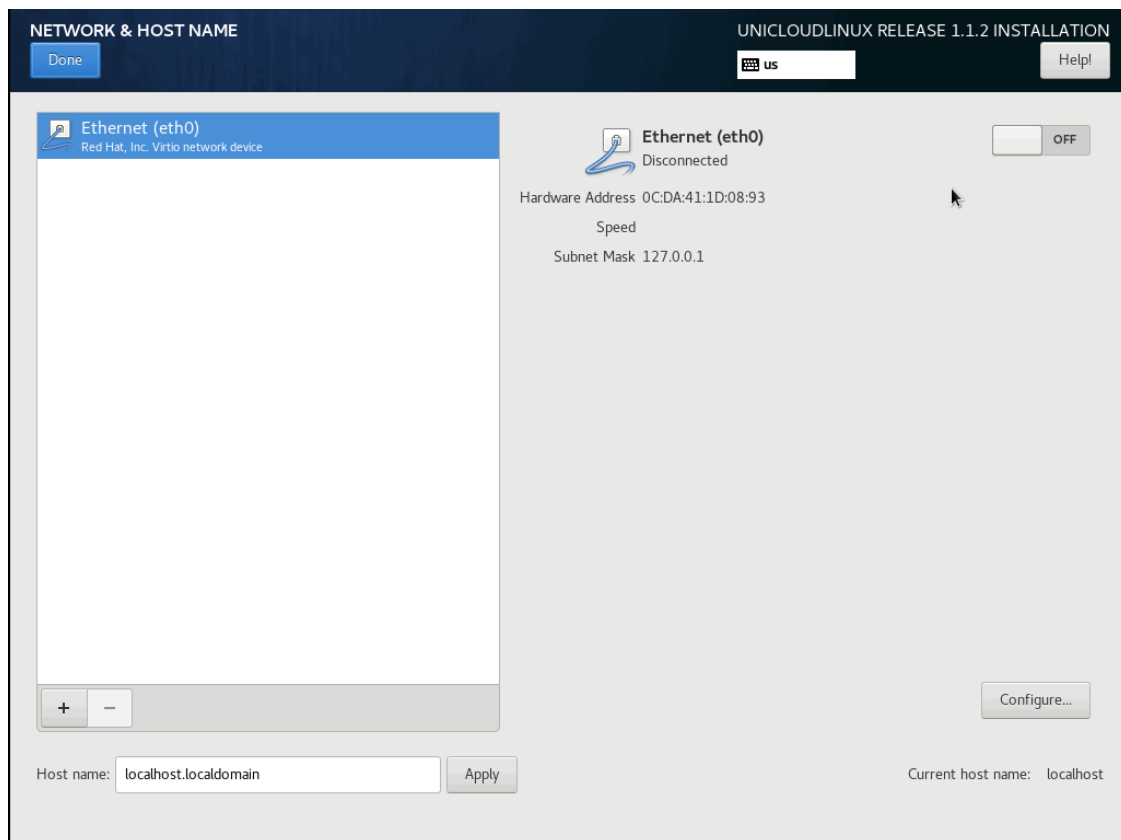 NETWORK & HOST NAME
UNICLOUDLINUX RELEASE 1.1.2 INSTALLATION
Done
us
Help!
Ethernet (eth0)
Red Hat, Inc. Virtio network device
Ethernet (eth0)
Disconnected
OFF
Hardware Address 0C:DA:41:1D:08:93
Speed
Subnet Mask 127.0.0.1
+ −
Configure...
Host name: localhost.localdomain Apply
Current host name: localhost